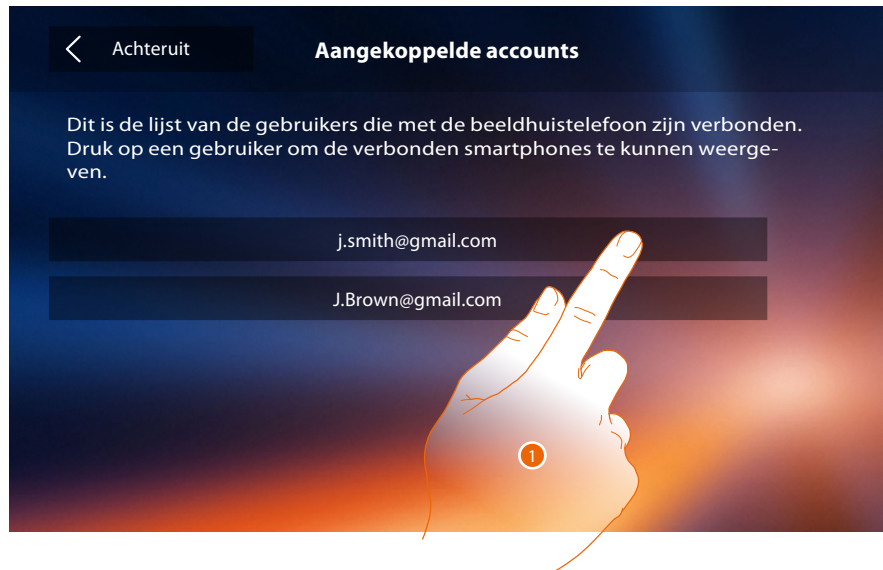 Achteruit
Aangekoppelde accounts
Dit is de lijst van de gebruikers die met de beeldhuistelefoon zijn verbonden.
Druk op een gebruiker om de verbonden smartphones te kunnen weerge-
ven.
j.smith@gmail.com
J.Brown@gmail.com
1